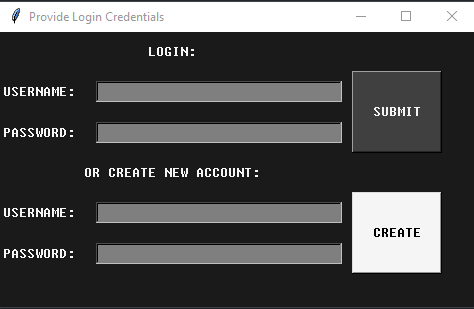 Provide Login Credentials
LOGIN:
USERNAME:
SUBMIT
PASSWORD:
OR CREATE NEW ACCOUNT:
USERNAME:
CREATE
PASSWORD: